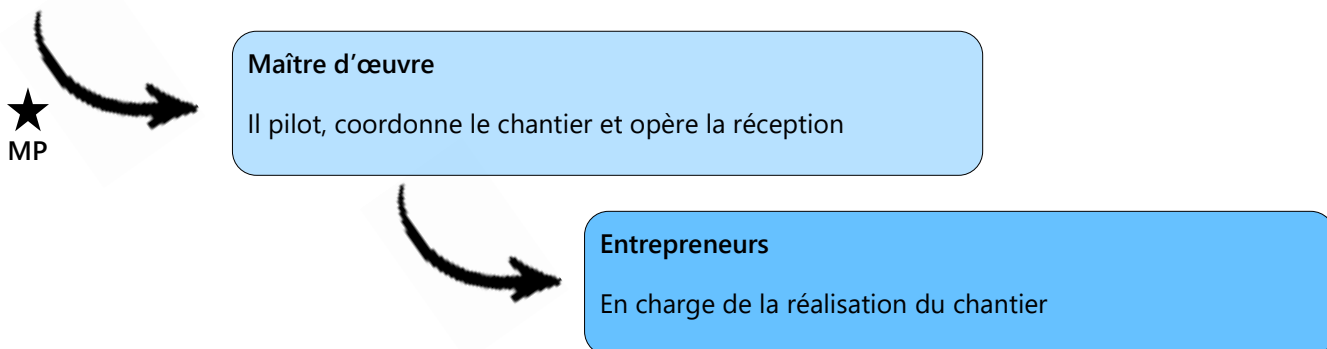 Maître d’œuvre
Il pilot, coordonne le chantier et opère la réception
MP
Entrepreneurs
En charge de la réalisation du chantier